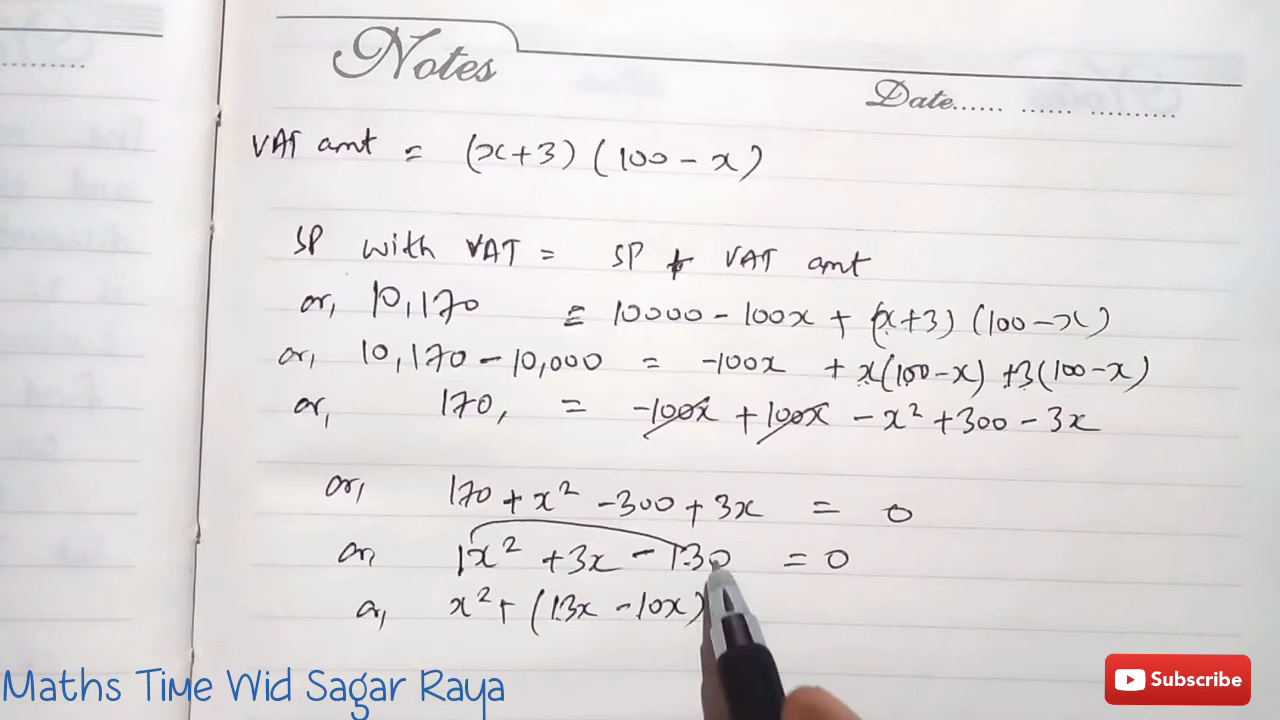 Notes
Date...... ...... ..........
VAT amt = (x+3) (100-x)
SP with VAT = SP + VAT amt
or, 10,170 = 10000 - 100x + (x+3) (100-x)
or, 10,170 - 10,000 = -100x + x(100-x) +3(100-x)
or, 170, = -100x + 100x - x² + 300 - 3x
or, 170 + x² - 300 + 3x = 0
or, 1x² + 3x - 130 = 0
or, x² + (13x - 10x)
Maths Time Wid Sagar Raya
Subscribe